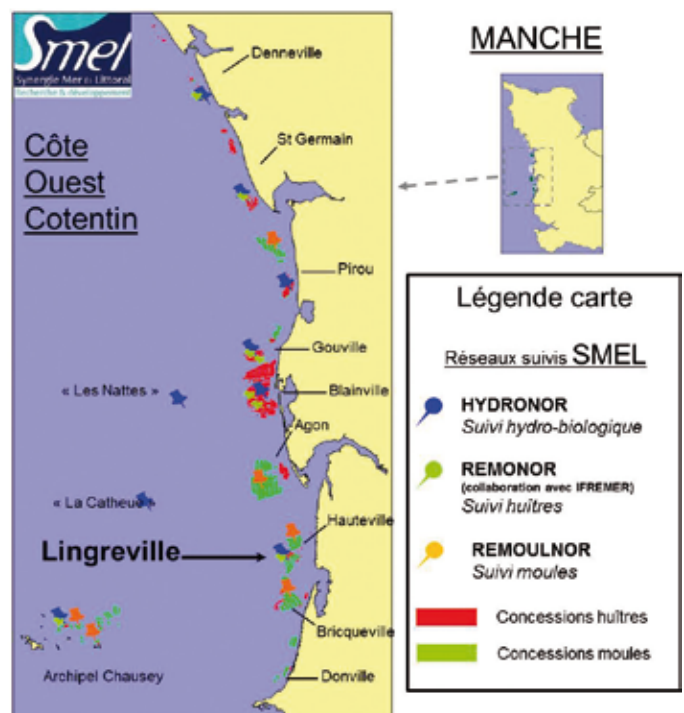 Smel
Synergie Mer Et Littoral
Recherche & développement
MANCHE
Denneville
Côte
Ouest
Cotentin
St Germain
Pirou
Gouville
« Les Nattes »
Blainville
Agon
« La Catheue »
Hauteville
Lingreville
Bricqueville
Archipel Chausey
Donville
Légende carte
Réseaux suivis SMEL
HYDRONOR
Suivi hydro-biologique
REMONOR
(collaboration avec IFREMER)
Suivi huîtres
REMOULNOR
Suivi moules
Concessions huîtres
Concessions moules